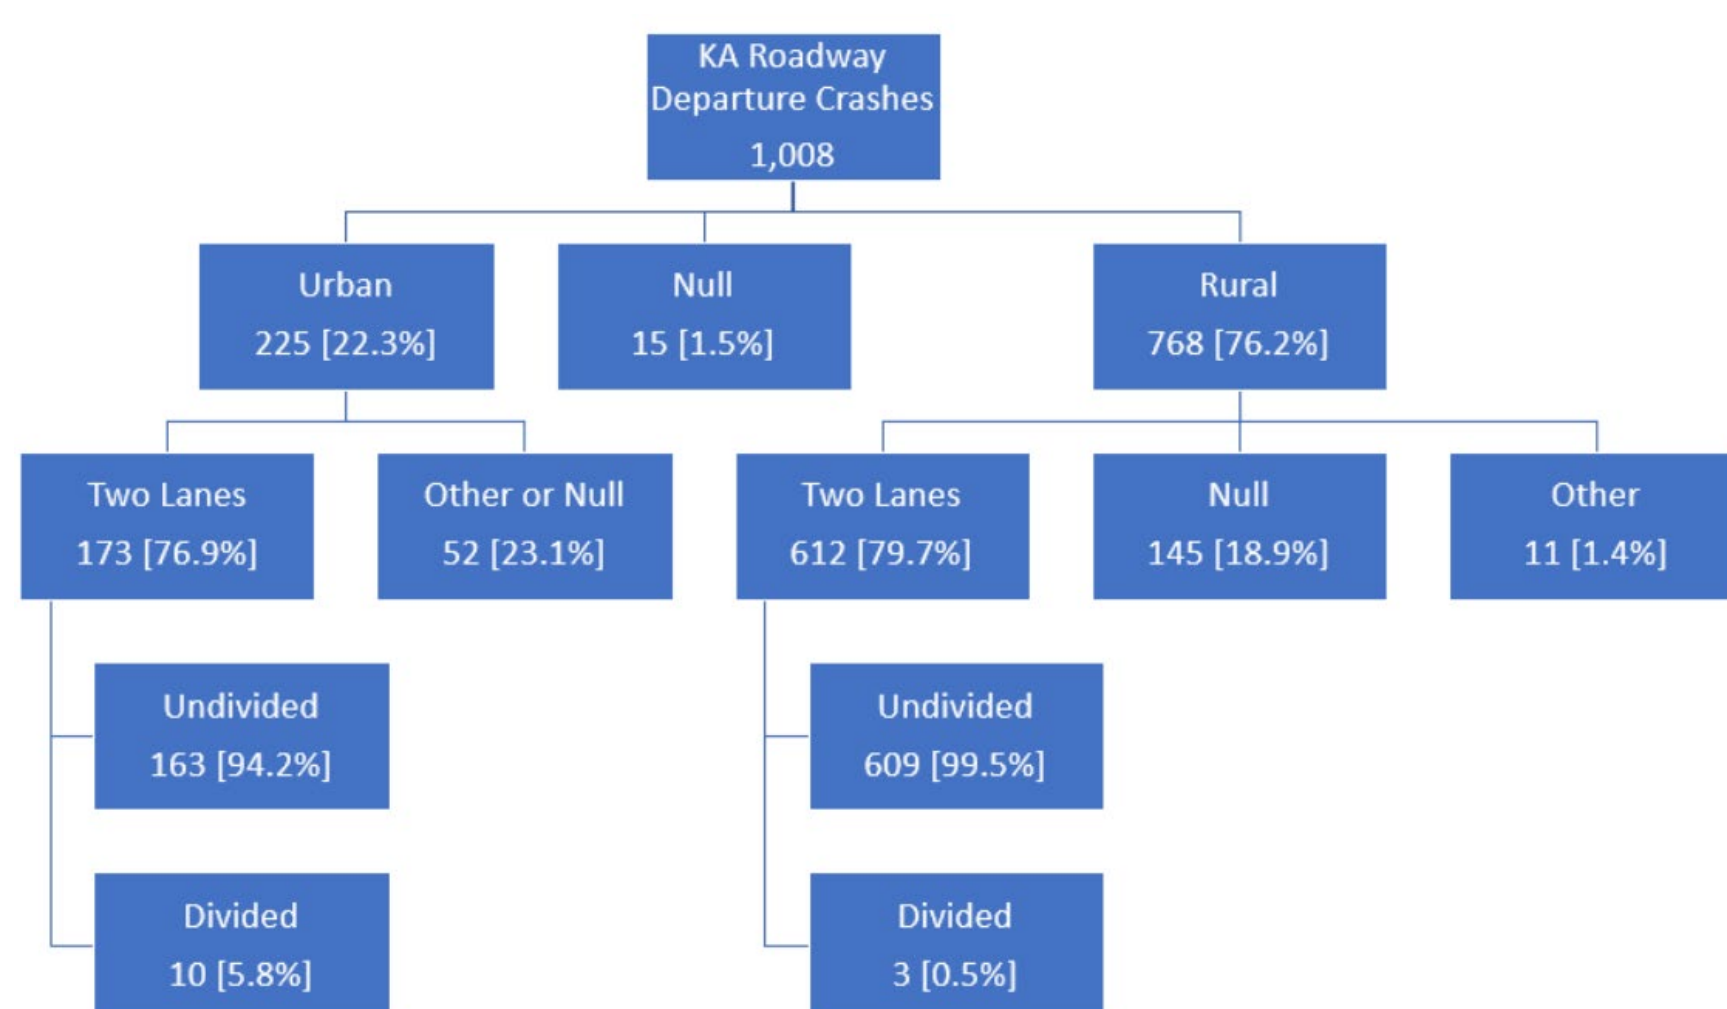 KA Roadway
Departure Crashes
1,008
Urban
225 [22.3%]
Null
15 [1.5%]
Rural
768 [76.2%]
Two Lanes
173 [76.9%]
Other or Null
52 [23.1%]
Two Lanes
612 [79.7%]
Null
145 [18.9%]
Other
11 [1.4%]
Undivided
163 [94.2%]
Undivided
609 [99.5%]
Divided
10 [5.8%]
Divided
3 [0.5%]